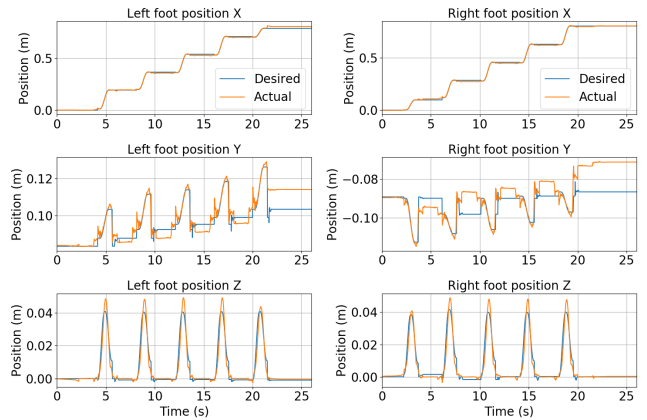 Left foot position X
Right foot position X
Position (m)
0.5
0.0
Desired
Actual
0 5 10 15 20 25
Position (m)
0.5
0.0
Desired
Actual
0 5 10 15 20 25
Left foot position Y
Right foot position Y
Position (m)
0.12
0.10
0 5 10 15 20 25
Position (m)
−0.08
−0.10
0 5 10 15 20 25
Left foot position Z
Right foot position Z
Position (m)
0.04
0.02
0.00
0 5 10 15 20 25
Time (s)
Position (m)
0.04
0.02
0.00
0 5 10 15 20 25
Time (s)